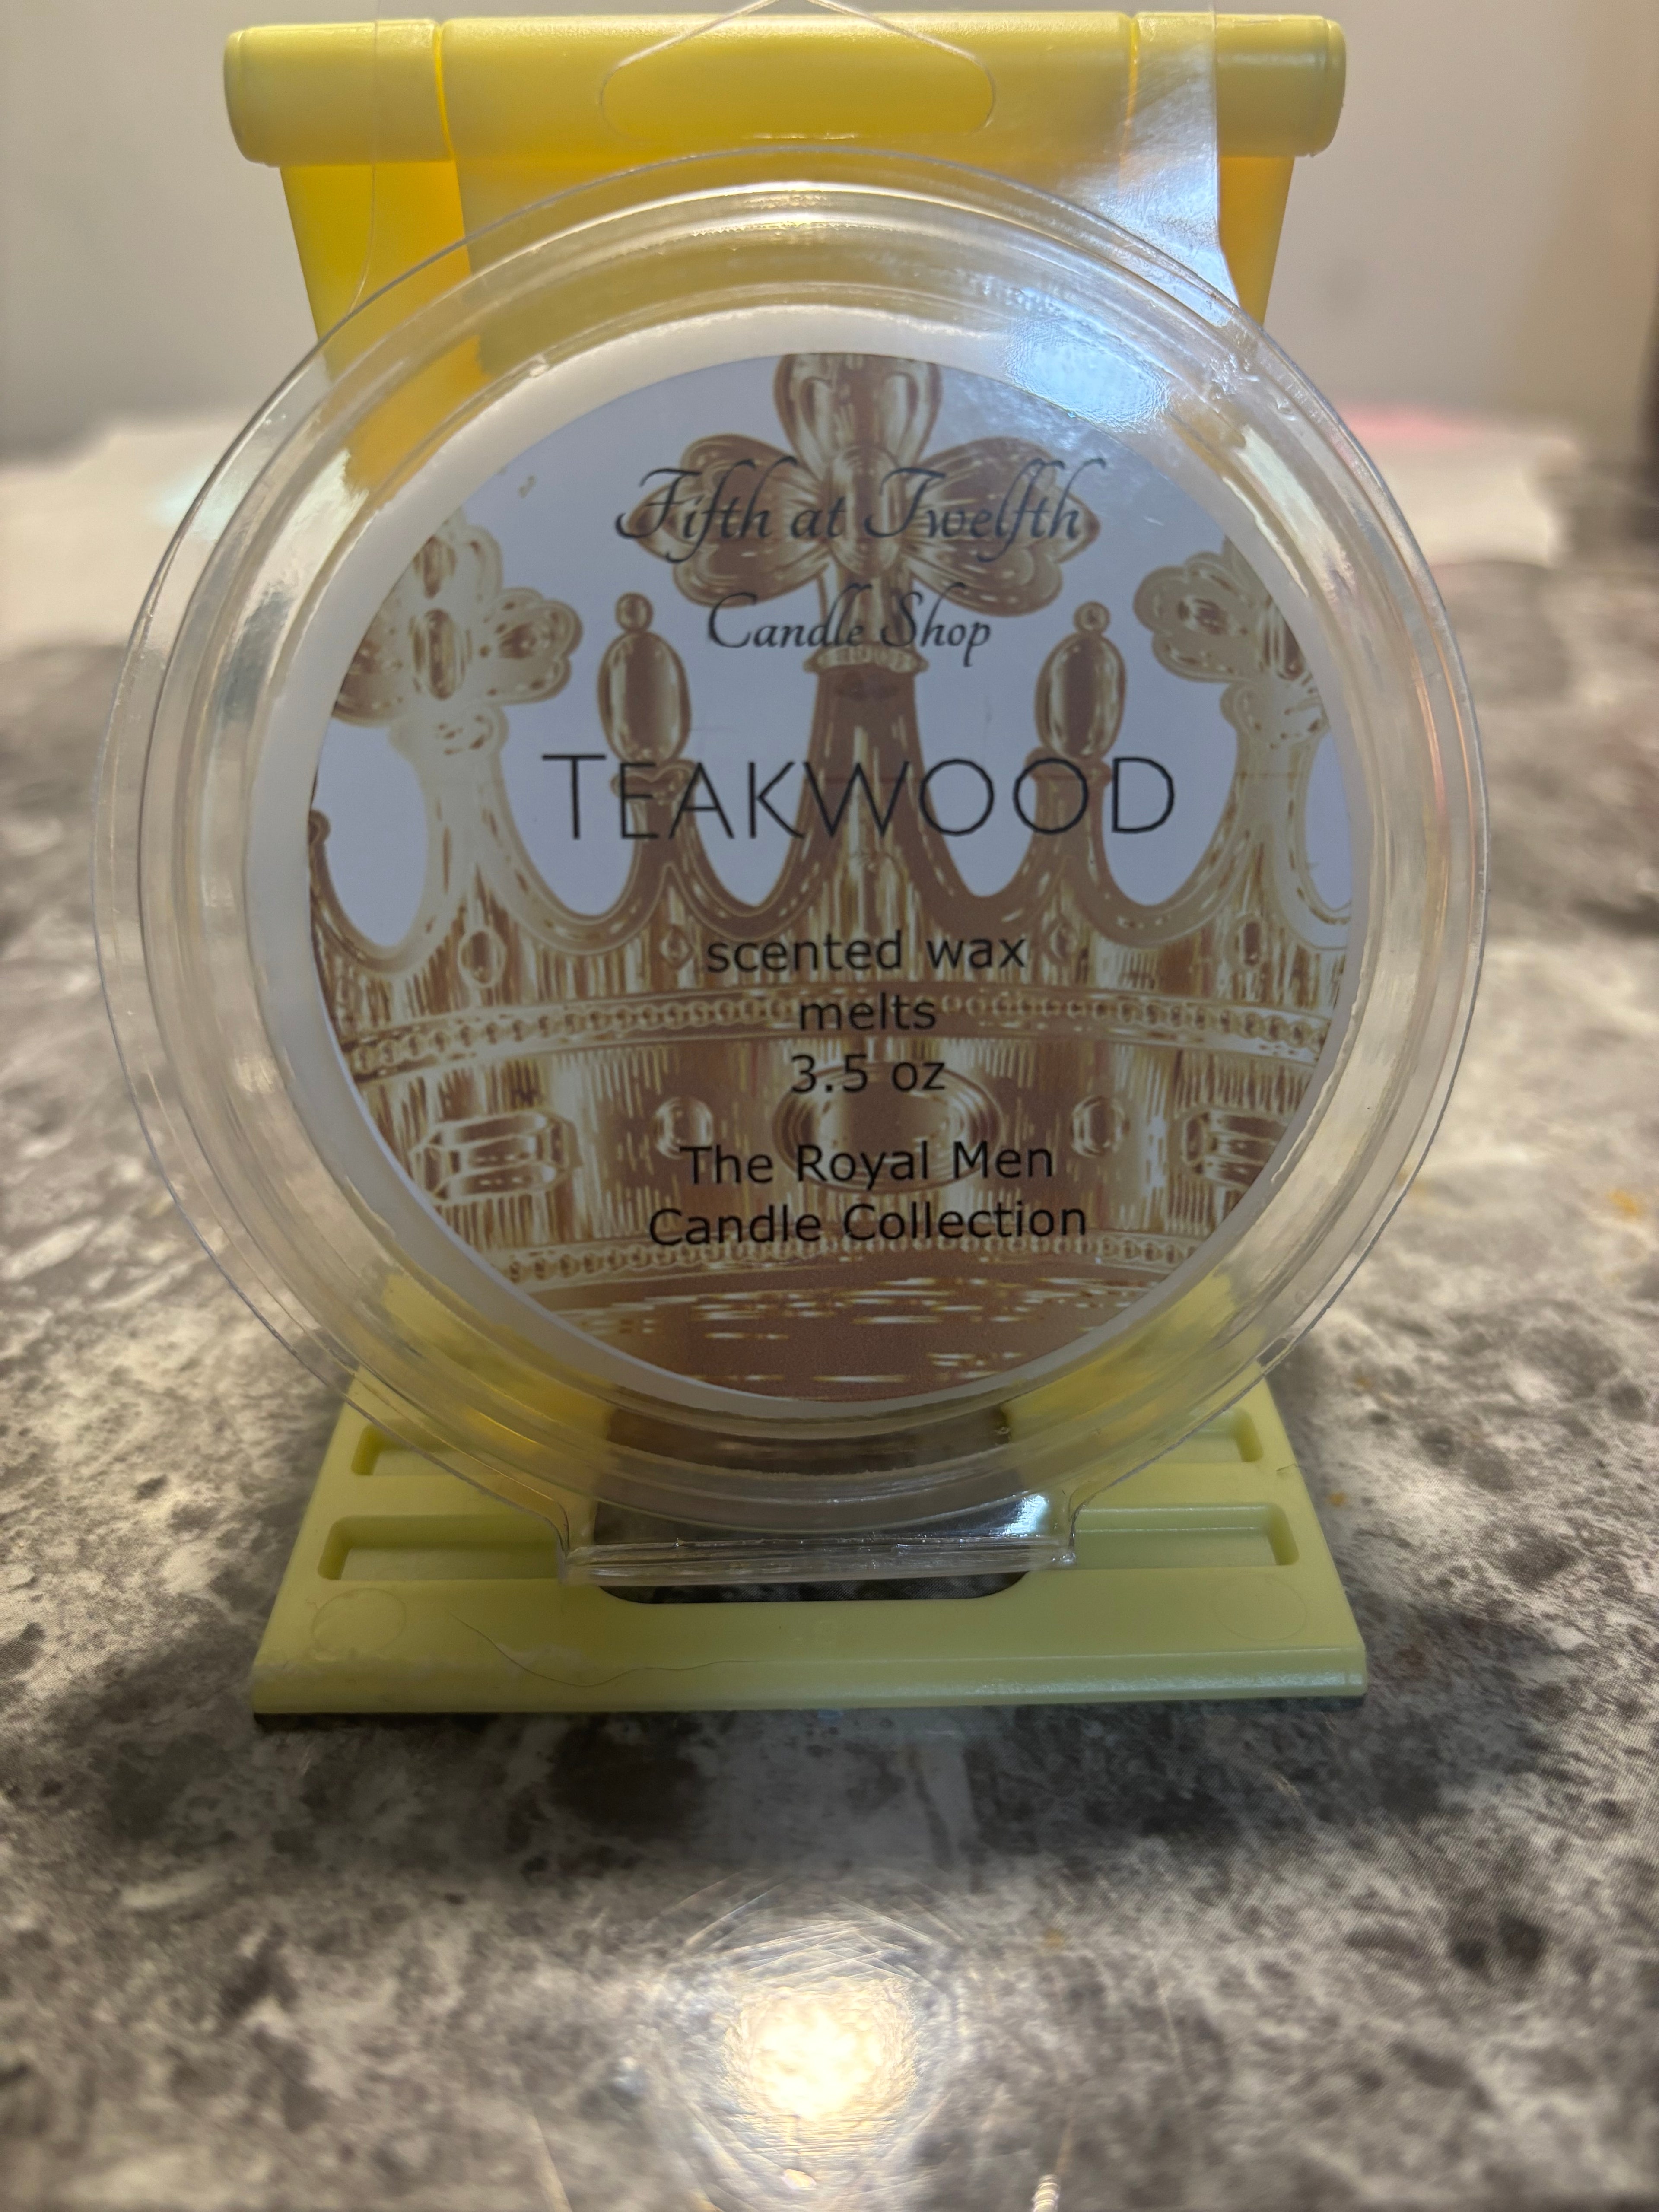 Fifth at Twelfth
Candle Shop
TEAKWOOD
scented wax
melts
3.5 oz
The Royal Men
Candle Collection